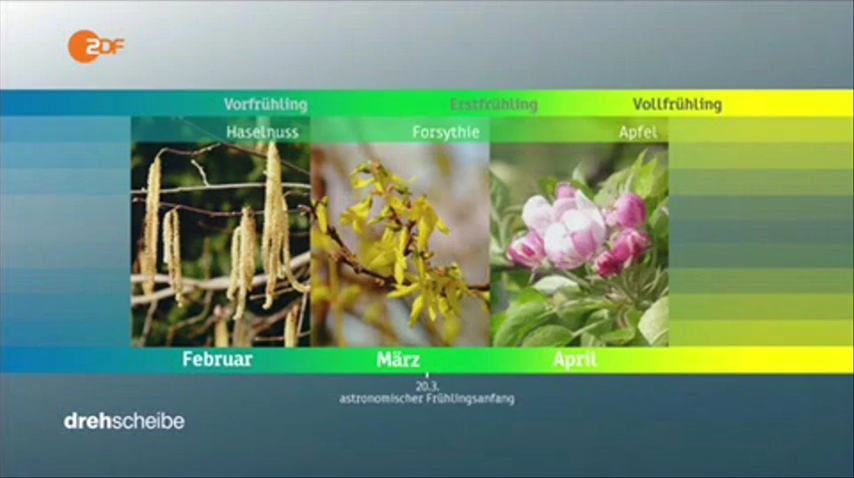 ZDF
Vorfrühling Erstfrühling Vollfrühling
Haselnuss Forsythie Apfel
Februar März April
20.3.
astronomischer Frühlingsanfang
drehscheibe